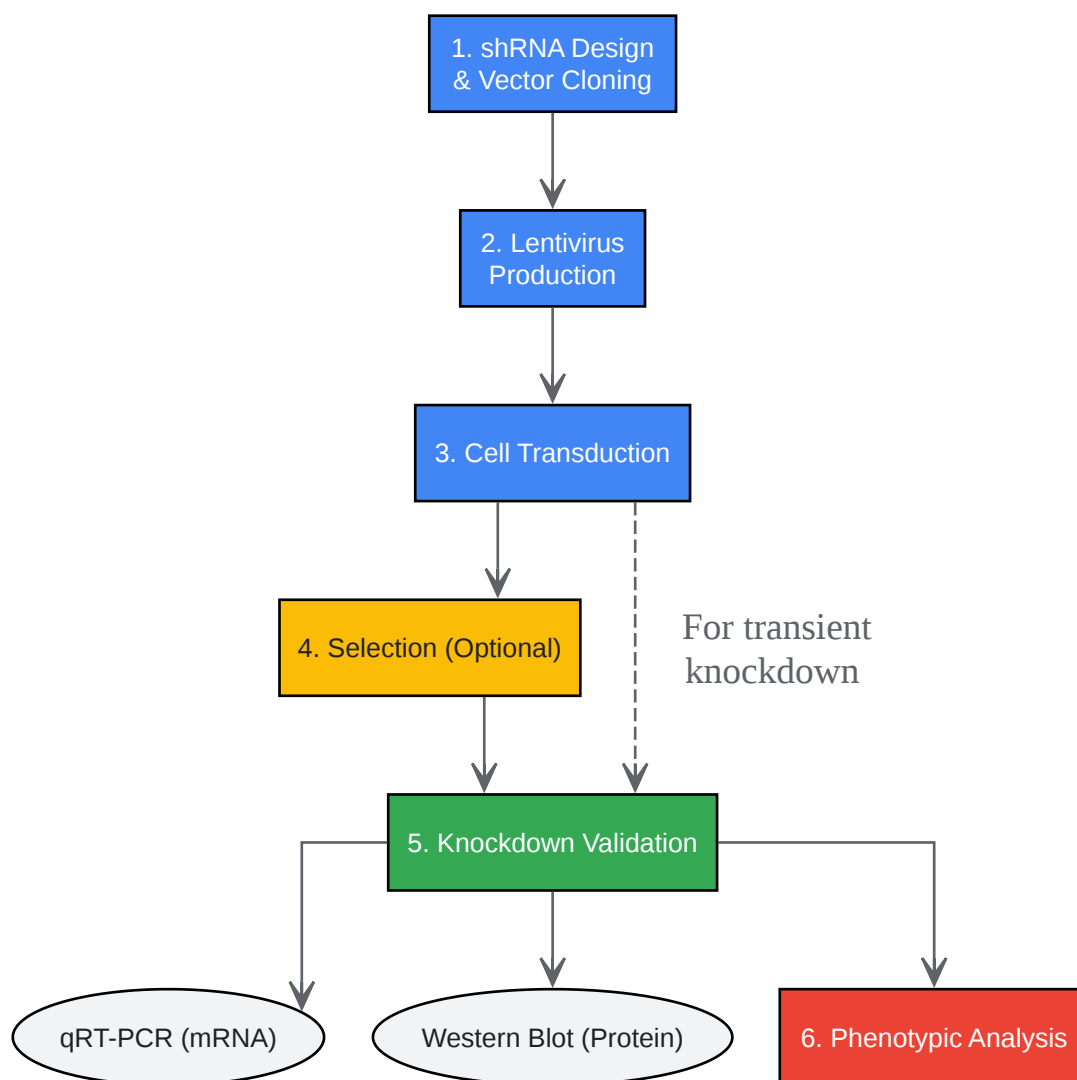 1. shRNA Design
& Vector Cloning
2. Lentivirus
Production
3. Cell Transduction
4. Selection (Optional)
For transient
knockdown
5. Knockdown Validation
qRT-PCR (mRNA)
Western Blot (Protein)
6. Phenotypic Analysis